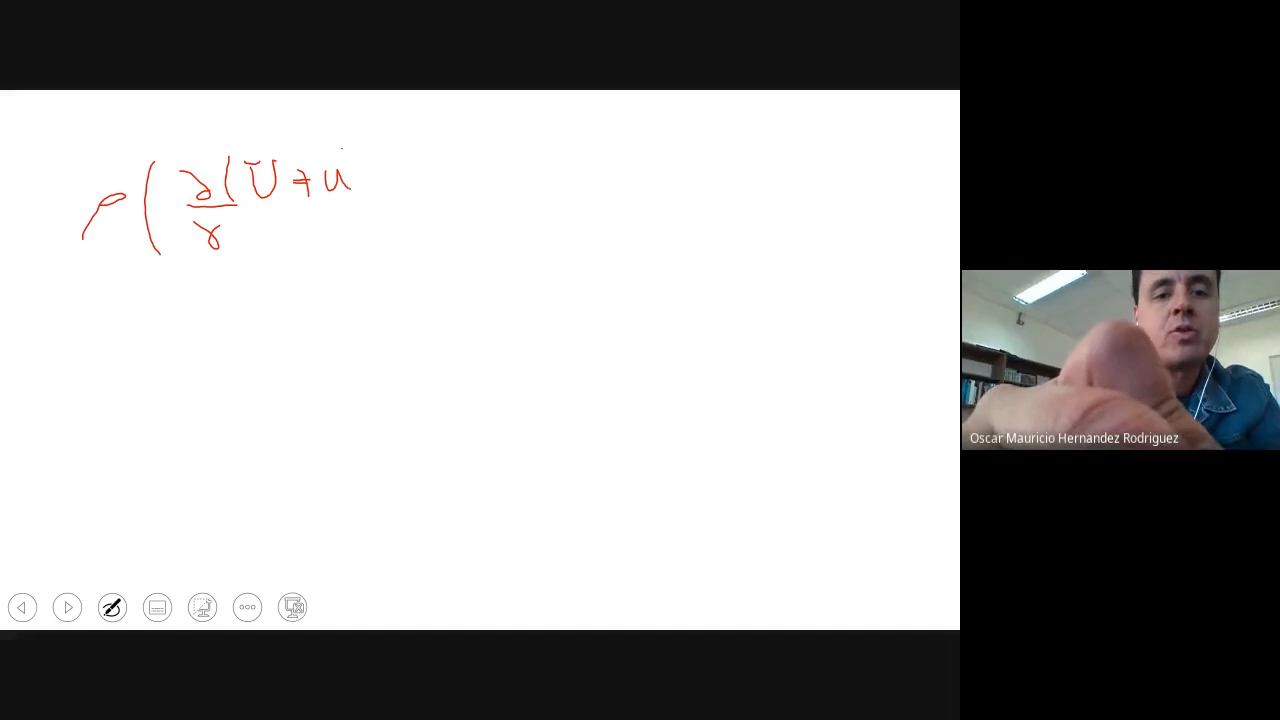 ρ ( ∂ ( Ū + u
γ
Oscar Mauricio Hernandez Rodriguez